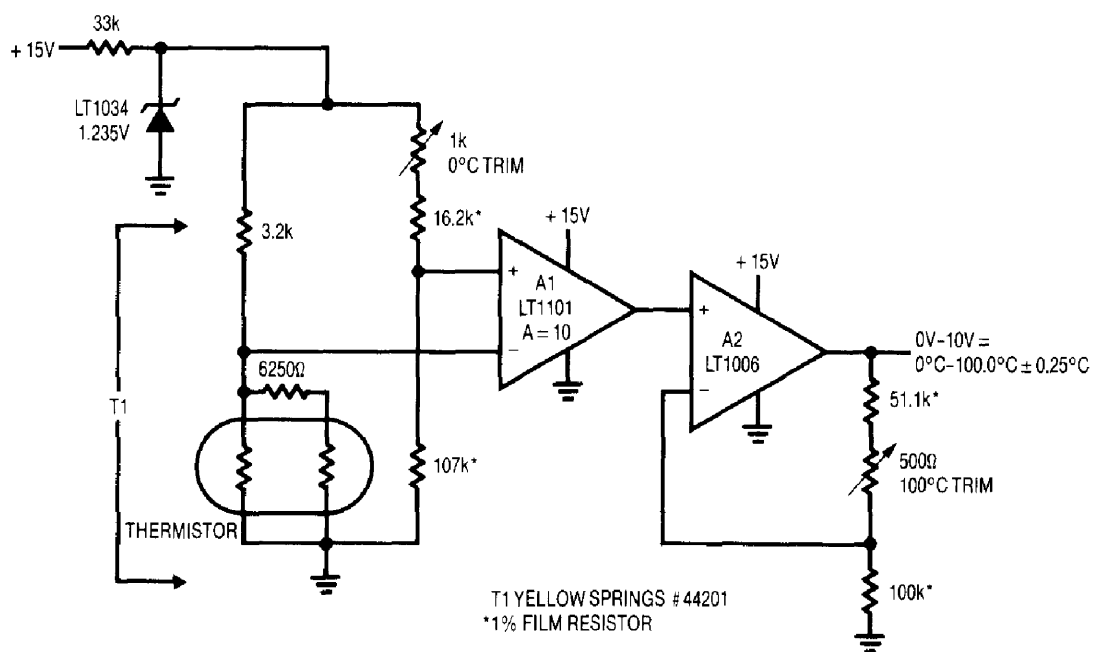 33k
+ 15V
LT1034
1.235V
1k
0°C TRIM
16.2k*
3.2k
+ 15V
+
A1
LT1101
A = 10
−
+ 15V
+
A2
LT1006
−
0V–10V =
0°C–100.0°C ± 0.25°C
6250Ω
51.1k*
T1
107k*
500Ω
100°C TRIM
THERMISTOR
100k*
T1 YELLOW SPRINGS #44201
*1% FILM RESISTOR